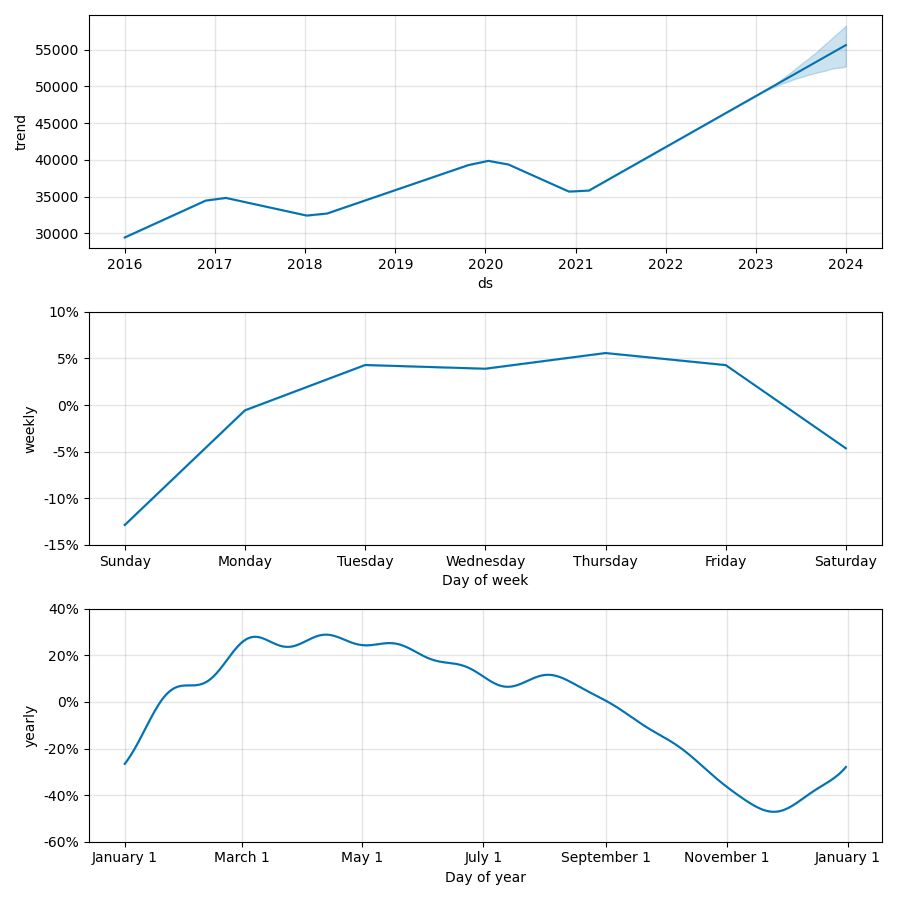 55000
50000
45000
40000
35000
30000
trend
2016 2017 2018 2019 2020 2021 2022 2023 2024
ds
10%
5%
0%
-5%
-10%
-15%
weekly
Sunday Monday Tuesday Wednesday Thursday Friday Saturday
Day of week
40%
20%
0%
-20%
-40%
-60%
yearly
January 1 March 1 May 1 July 1 September 1 November 1 January 1
Day of year